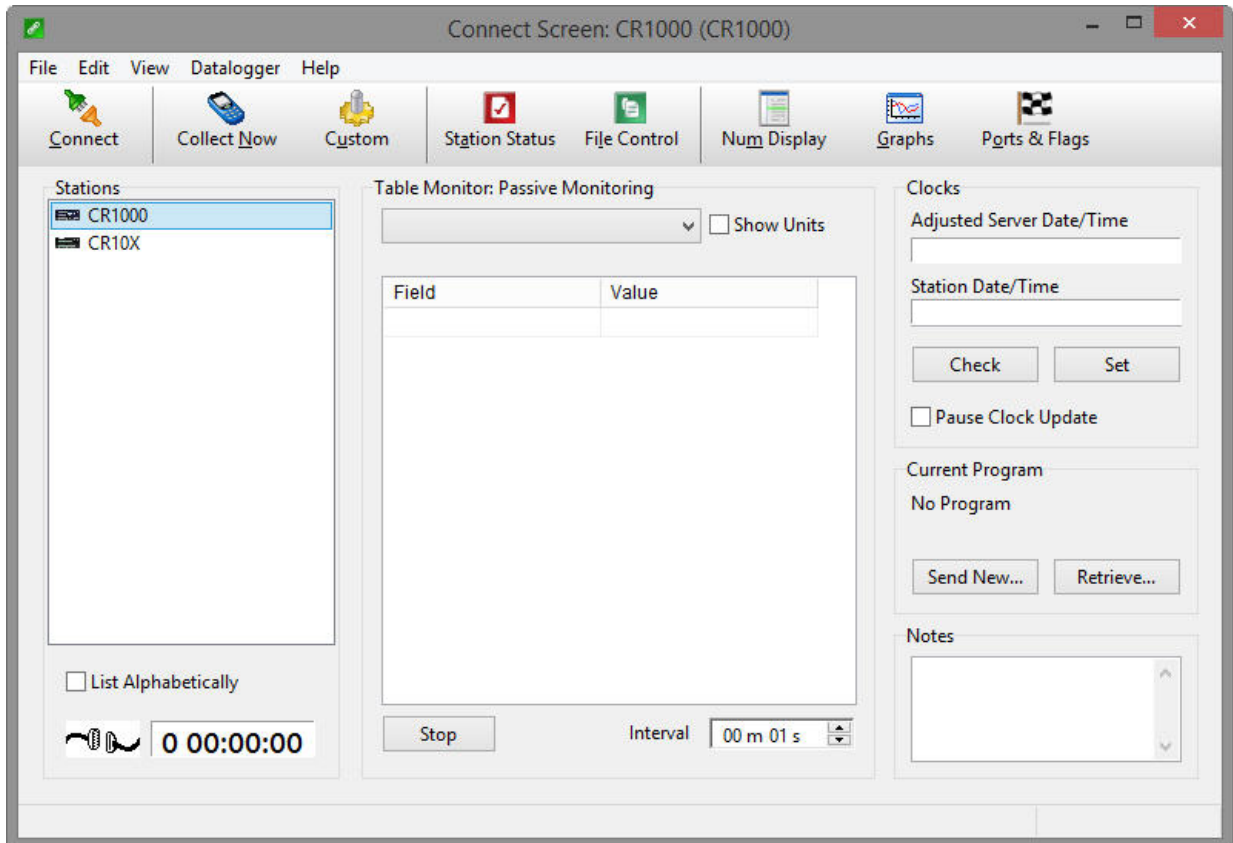 Connect Screen: CR1000 (CR1000)
File Edit View Datalogger Help
Connect Collect Now Custom Station Status File Control Num Display Graphs Ports & Flags
Stations
CR1000
CR10X
List Alphabetically
0 00:00:00
Table Monitor: Passive Monitoring
Show Units
Field Value
Stop Interval 00 m 01 s
Clocks
Adjusted Server Date/Time
Station Date/Time
Check Set
Pause Clock Update
Current Program
No Program
Send New... Retrieve...
Notes